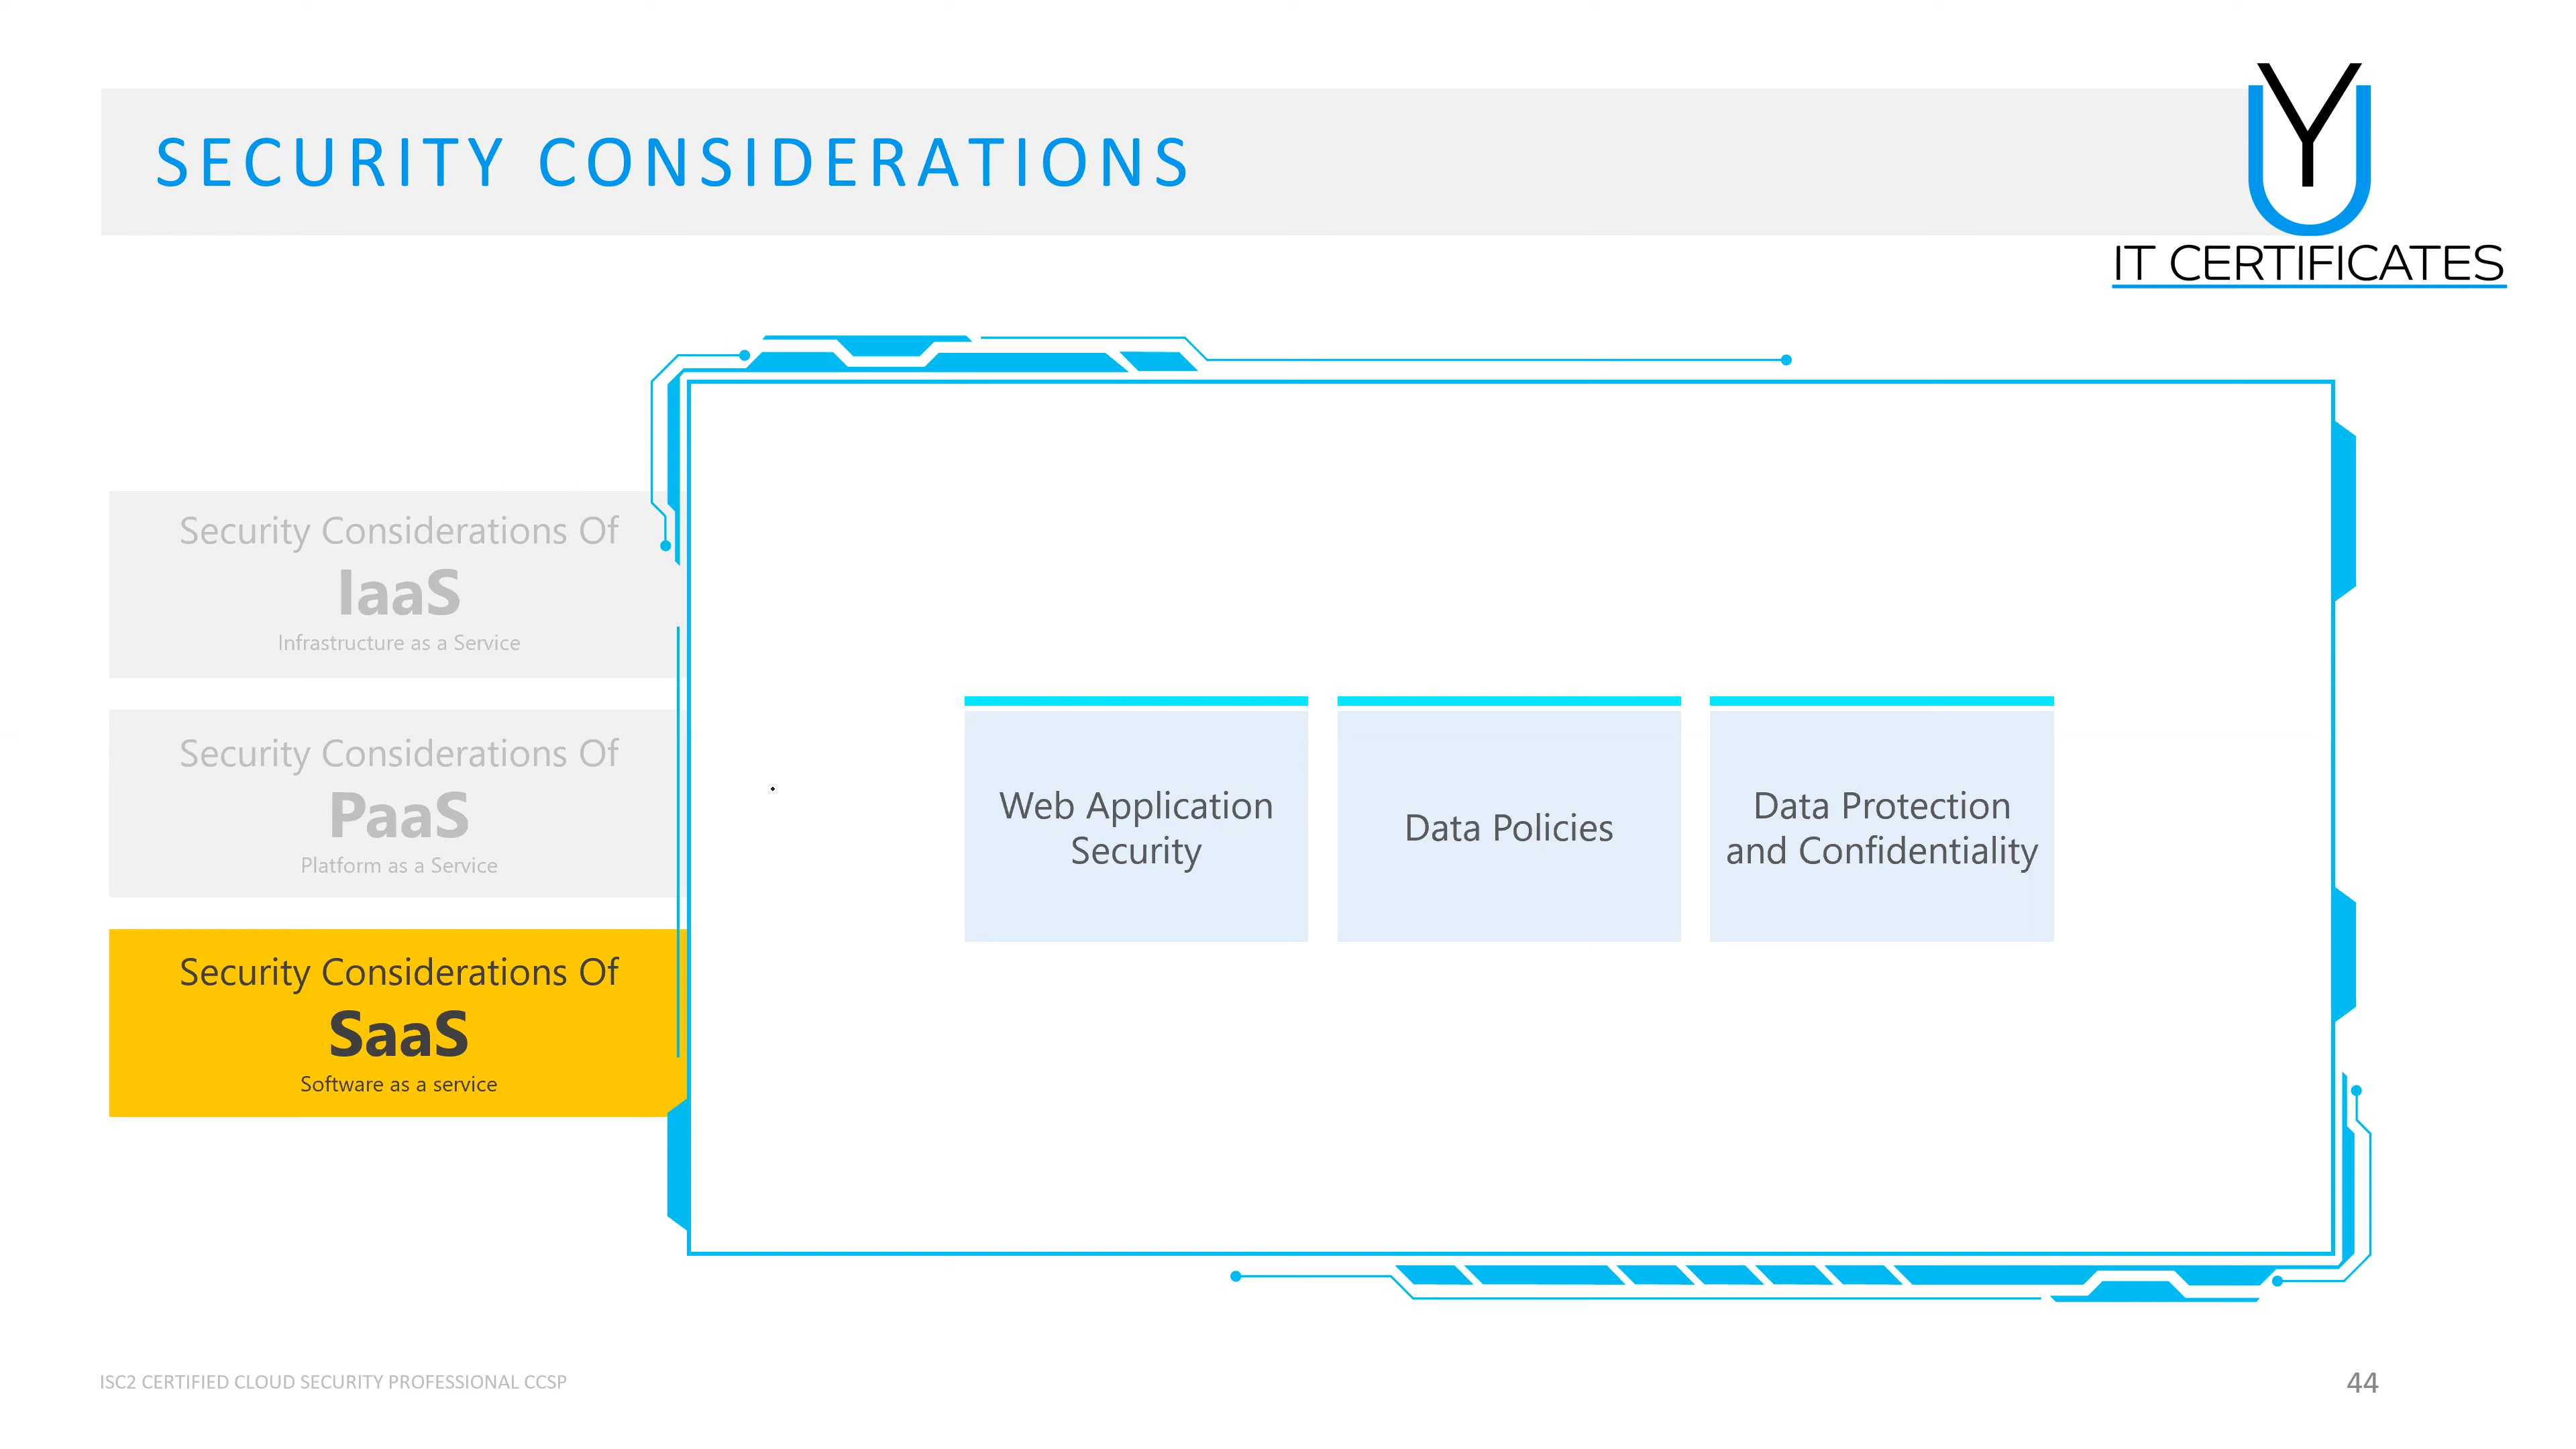 SECURITY CONSIDERATIONS
Y
U
IT CERTIFICATES
Security Considerations Of
IaaS
Infrastructure as a Service
Security Considerations Of
PaaS
Platform as a Service
Security Considerations Of
SaaS
Software as a service
Web Application
Security
Data Policies
Data Protection
and Confidentiality
ISC2 CERTIFIED CLOUD SECURITY PROFESSIONAL CCSP
44